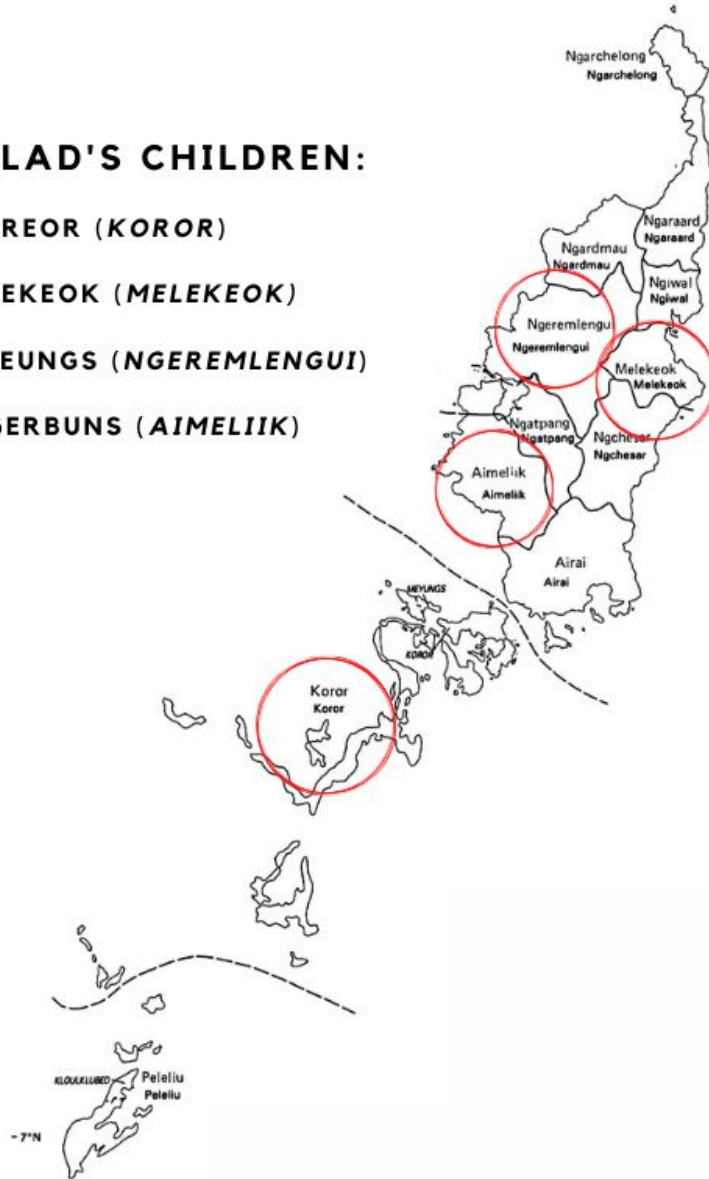 LAD'S CHILDREN:
REOR (KOROR)
EKEOK (MELEKEOK)
EUNGS (NGEREMLENGUI)
GERBUNS (AIMELIIK)
Ngarchelong
Ngarchelong
Ngaraard
Ngaraard
Ngardmau
Ngardmau
Ngiwal
Ngiwal
Ngeremlengui
Ngeremlengui
Melekeok
Melekeok
Ngatpang
Ngatpang
Ngchesar
Ngchesar
Aimeliik
Aimeliik
Airai
Airai
MEYUNGS
KOROR
Koror
Koror
KLOULKLUBED
Peleliu
Peleliu
-7°N